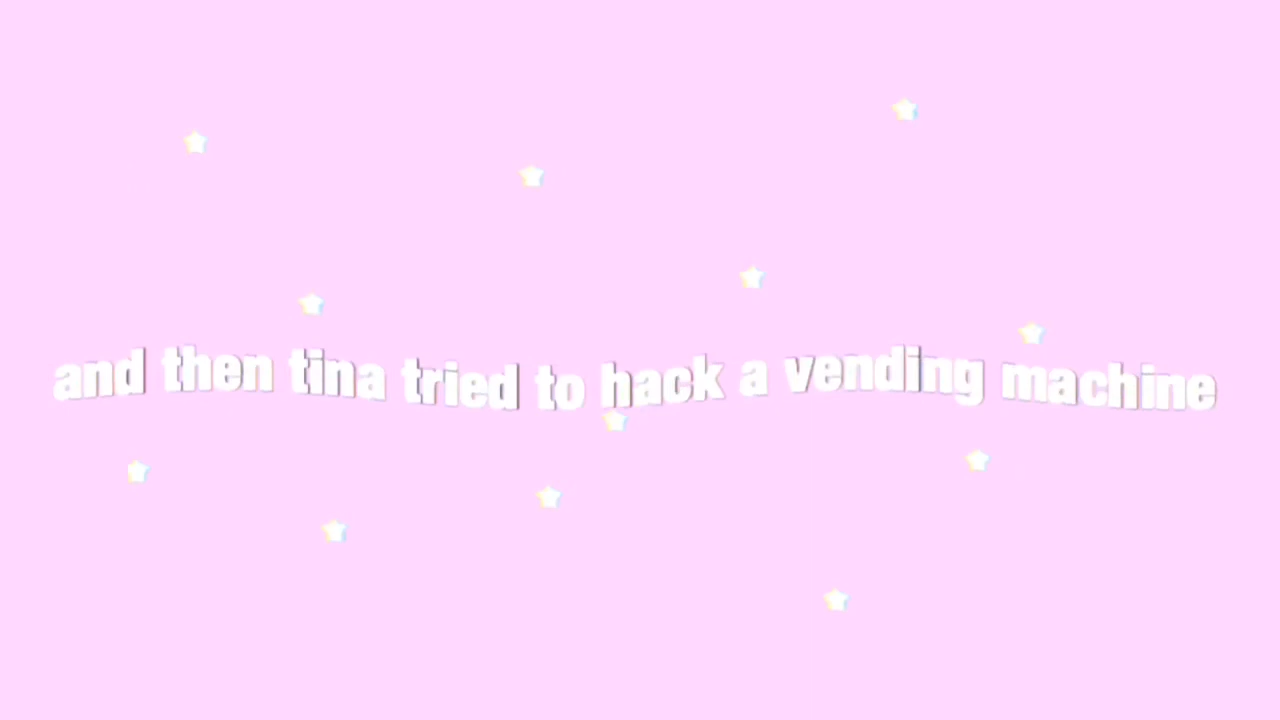 and then tina tried to hack a vending machine